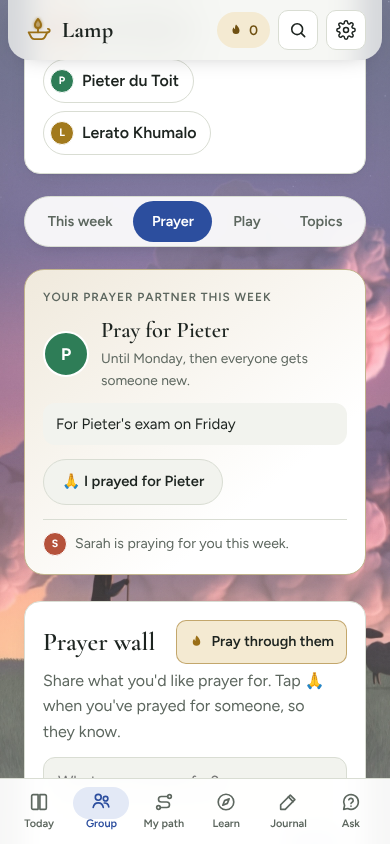 Lamp
0
P Pieter du Toit
L Lerato Khumalo
This week Prayer Play Topics
YOUR PRAYER PARTNER THIS WEEK
P
Pray for Pieter
Until Monday, then everyone gets
someone new.
For Pieter's exam on Friday
🙏 I prayed for Pieter
S Sarah is praying for you this week.
Prayer wall
Pray through them
Share what you'd like prayer for. Tap 🙏
when you've prayed for someone, so
they know.
Today Group My path Learn Journal Ask